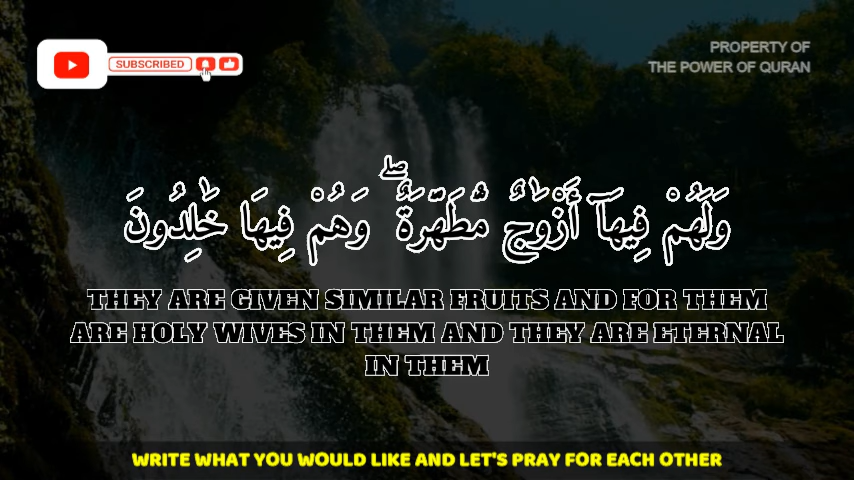 SUBSCRIBED
PROPERTY OF
THE POWER OF QURAN
وَلَهُمْ فِيهَآ أَزْوَٰجٌ مُّطَهَّرَةٌ ۖ وَهُمْ فِيهَا خَٰلِدُونَ
THEY ARE GIVEN SIMILAR FRUITS AND FOR THEM
ARE HOLY WIVES IN THEM AND THEY ARE ETERNAL
IN THEM
WRITE WHAT YOU WOULD LIKE AND LET'S PRAY FOR EACH OTHER